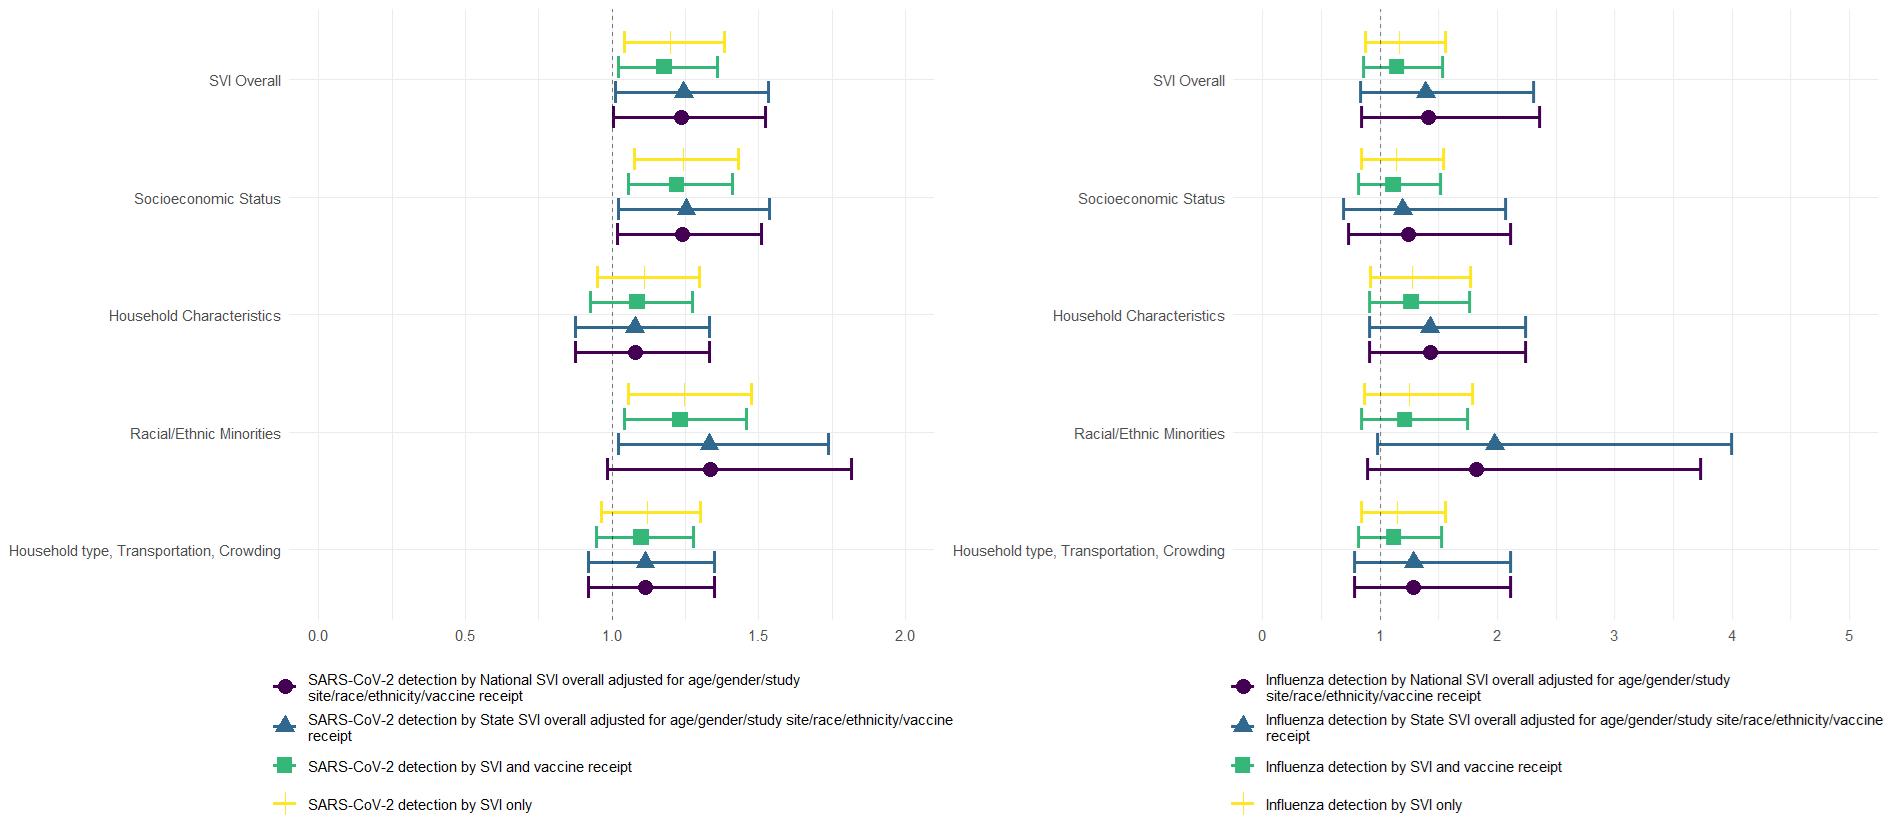 SVI Overall
Socioeconomic Status
Household Characteristics
Racial/Ethnic Minorities
Household type, Transportation, Crowding
0.0 0.5 1.0 1.5 2.0
SARS-CoV-2 detection by National SVI overall adjusted for age/gender/study
site/race/ethnicity/vaccine receipt
SARS-CoV-2 detection by State SVI overall adjusted for age/gender/study site/race/ethnicity/vaccine
receipt
SARS-CoV-2 detection by SVI and vaccine receipt
SARS-CoV-2 detection by SVI only
SVI Overall
Socioeconomic Status
Household Characteristics
Racial/Ethnic Minorities
Household type, Transportation, Crowding
0 1 2 3 4 5
Influenza detection by National SVI overall adjusted for age/gender/study
site/race/ethnicity/vaccine receipt
Influenza detection by State SVI overall adjusted for age/gender/study site/race/ethnicity/vaccine
receipt
Influenza detection by SVI and vaccine receipt
Influenza detection by SVI only